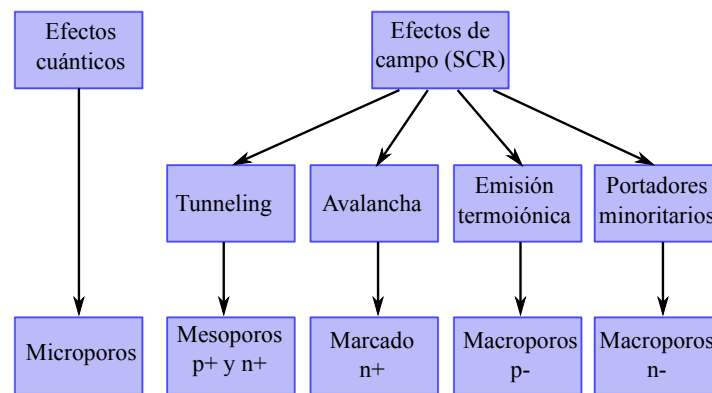 Efectos
cuánticos
Efectos de
campo (SCR)
Tunneling
Avalancha
Emisión
termoiónica
Portadores
minoritarios
Microporos
Mesoporos
p+ y n+
Marcado
n+
Macroporos
p-
Macroporos
n-